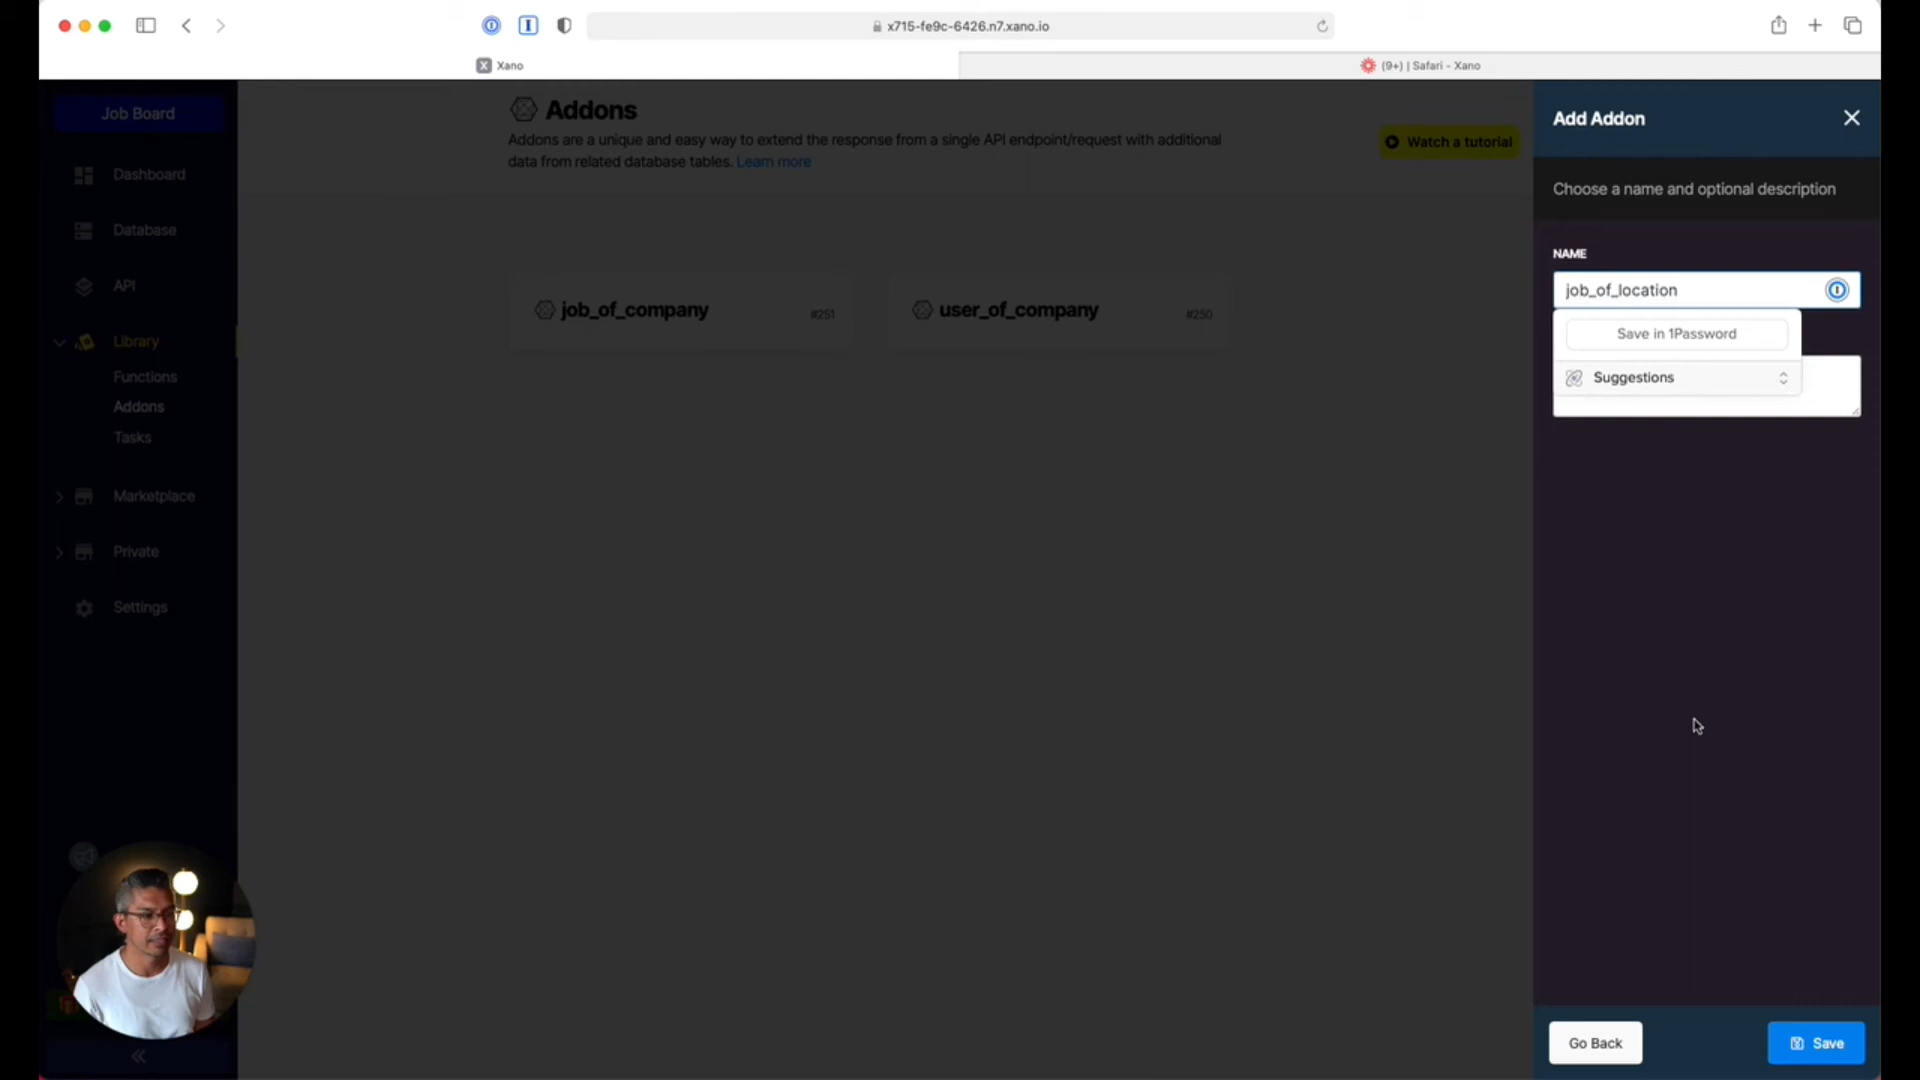 x715-fe9c-6426.n7.xano.io
Xano
(9+) | Safari - Xano
Job Board
Dashboard
Database
API
Library
Functions
Addons
Tasks
Marketplace
Private
Settings
Addons
Addons are a unique and easy way to extend the response from a single API endpoint/request with additional
data from related database tables. Learn more
Watch a tutorial
job_of_company
#251
user_of_company
#250
Add Addon
Choose a name and optional description
NAME
job_of_location
Save in 1Password
Suggestions
Go Back
Save